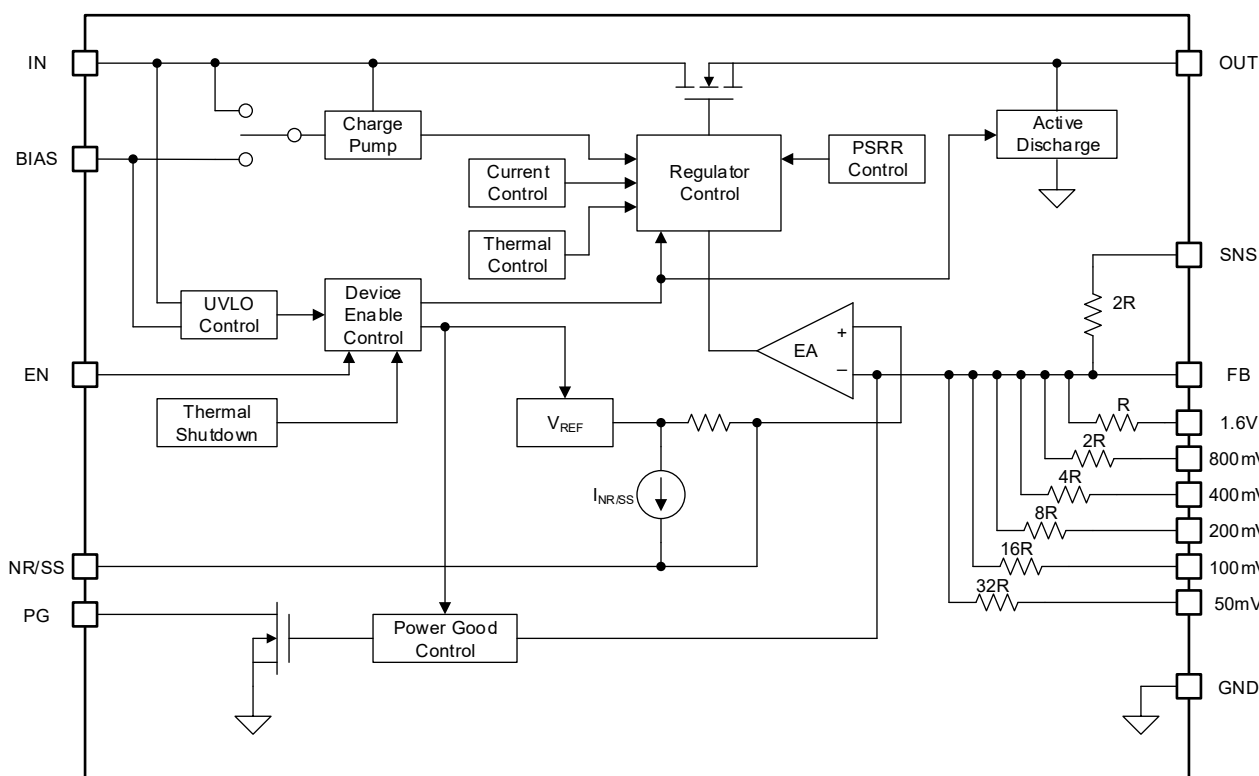 IN
OUT
Charge
Pump
Active
Discharge
BIAS
Current
Control
Regulator
Control
PSRR
Control
Thermal
Control
SNS
UVLO
Control
Device
Enable
Control
2R
EA
+
–
EN
FB
Thermal
Shutdown
VREF
R
1.6V
2R
800mV
4R
400mV
INR/SS
8R
200mV
16R
100mV
NR/SS
32R
50mV
PG
Power Good
Control
GND